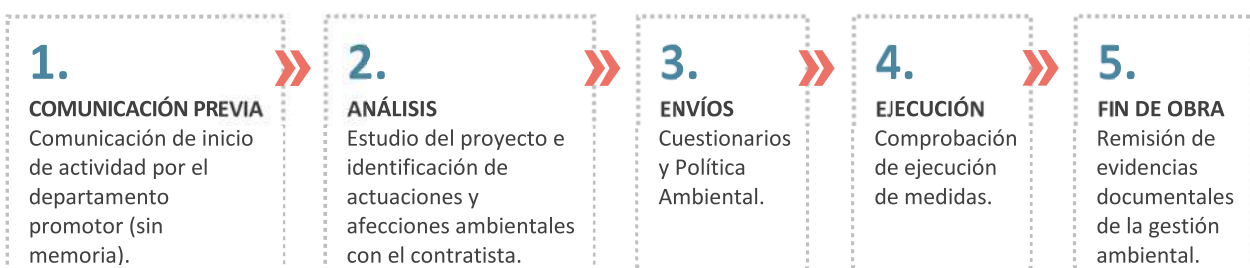 1.
COMUNICACIÓN PREVIA
Comunicación de inicio
de actividad por el
departamento
promotor (sin
memoria).
2.
ANÁLISIS
Estudio del proyecto e
identificación de
actuaciones y
afecciones ambientales
con el contratista.
3.
ENVÍOS
Cuestionarios
y Política
Ambiental.
4.
EJECUCIÓN
Comprobación
de ejecución
de medidas.
5.
FIN DE OBRA
Remisión de
evidencias
documentales
de la gestión
ambiental.